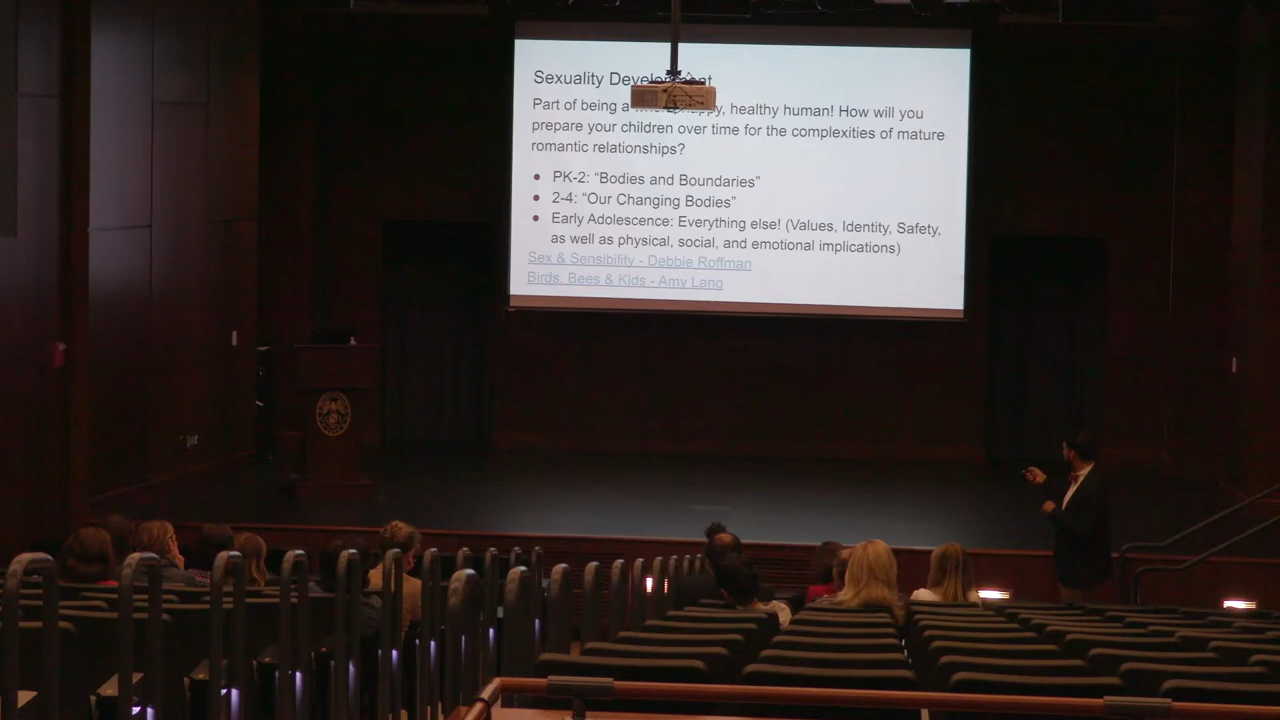 Sexuality Development
Part of being a whole, happy, healthy human! How will you
prepare your children over time for the complexities of mature
romantic relationships?
• PK-2: “Bodies and Boundaries”
• 2-4: “Our Changing Bodies”
• Early Adolescence: Everything else! (Values, Identity, Safety,
as well as physical, social, and emotional implications)
Sex & Sensibility - Debbie Roffman
Birds, Bees & Kids - Amy Lang